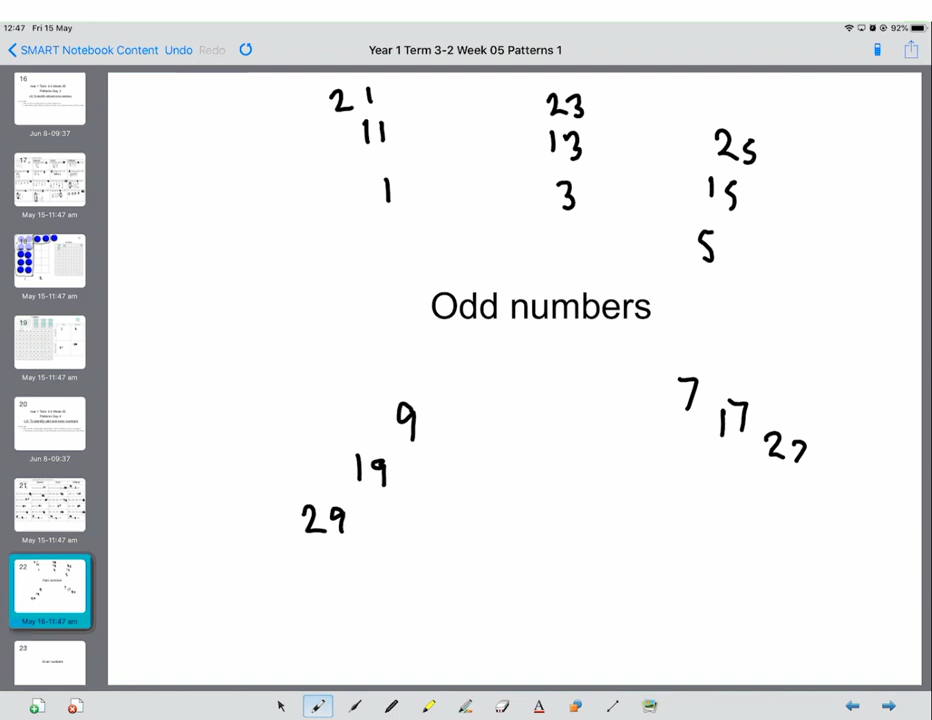 12:47 Fri 15 May
92%
SMART Notebook Content Undo Redo
Year 1 Term 3-2 Week 05 Patterns 1
16
Jun 8-09:37
17
May 15-11:47 am
May 15-11:47 am
19
May 15-11:47 am
20
Jun 8-09:37
21
May 15-11:47 am
22
May 15-11:47 am
23
21
11
1
23
13
3
25
15
5
Odd numbers
9
19
29
7
17
27